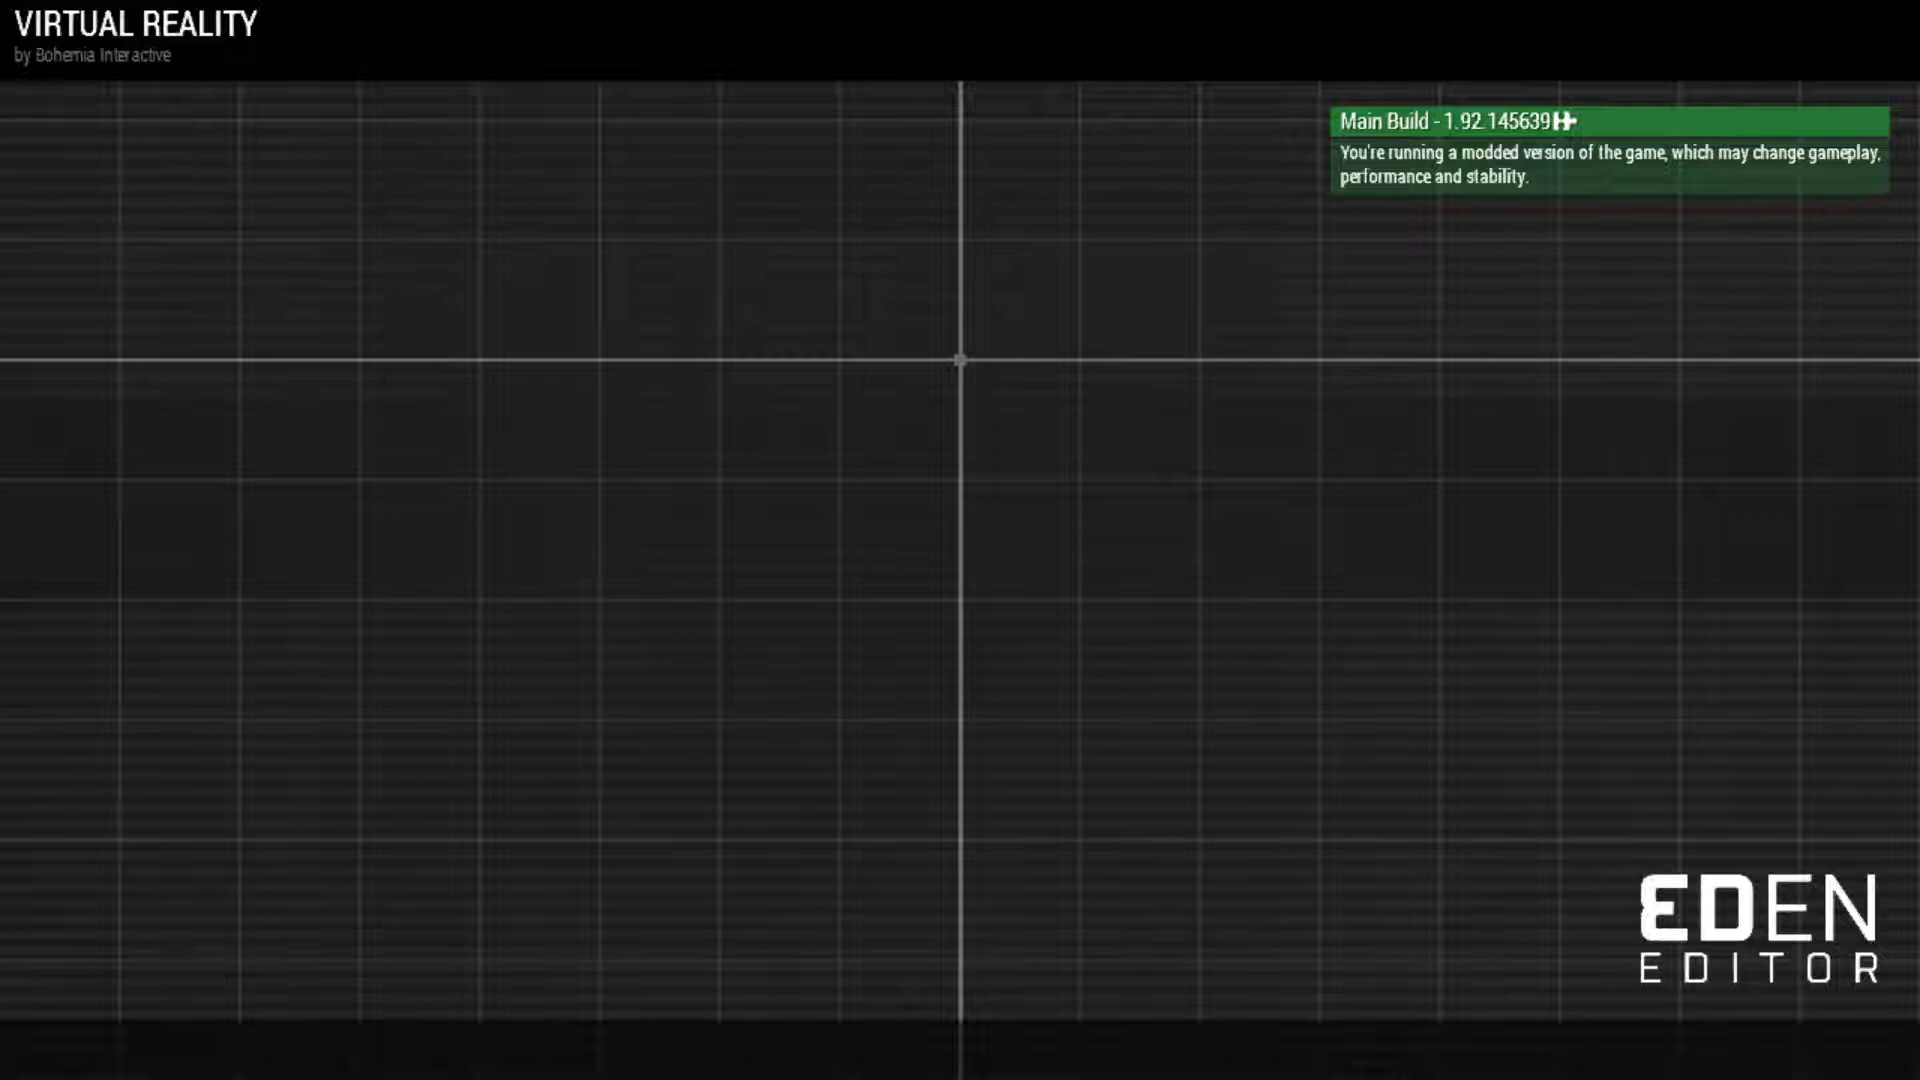 VIRTUAL REALITY
by Bohemia Interactive
Main Build - 1.92.145639
You're running a modded version of the game, which may change gameplay,
performance and stability.
EDEN
EDITOR